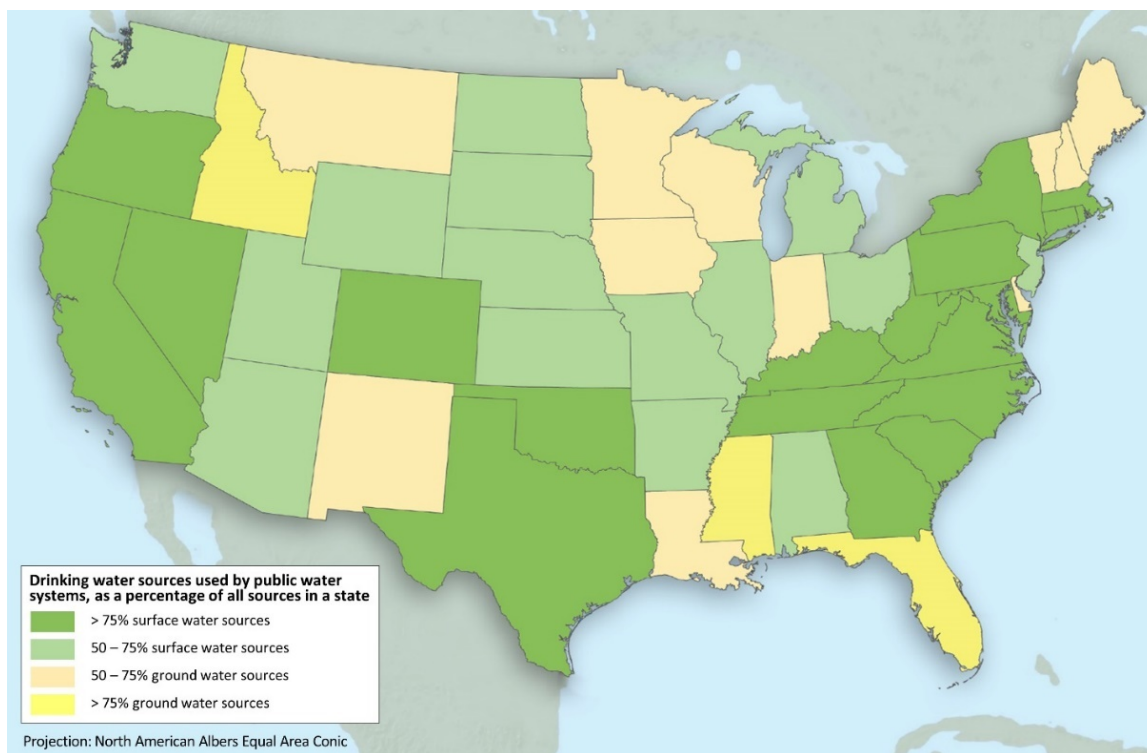 Drinking water sources used by public water
systems, as a percentage of all sources in a state
> 75% surface water sources
50 – 75% surface water sources
50 – 75% ground water sources
> 75% ground water sources
Projection: North American Albers Equal Area Conic